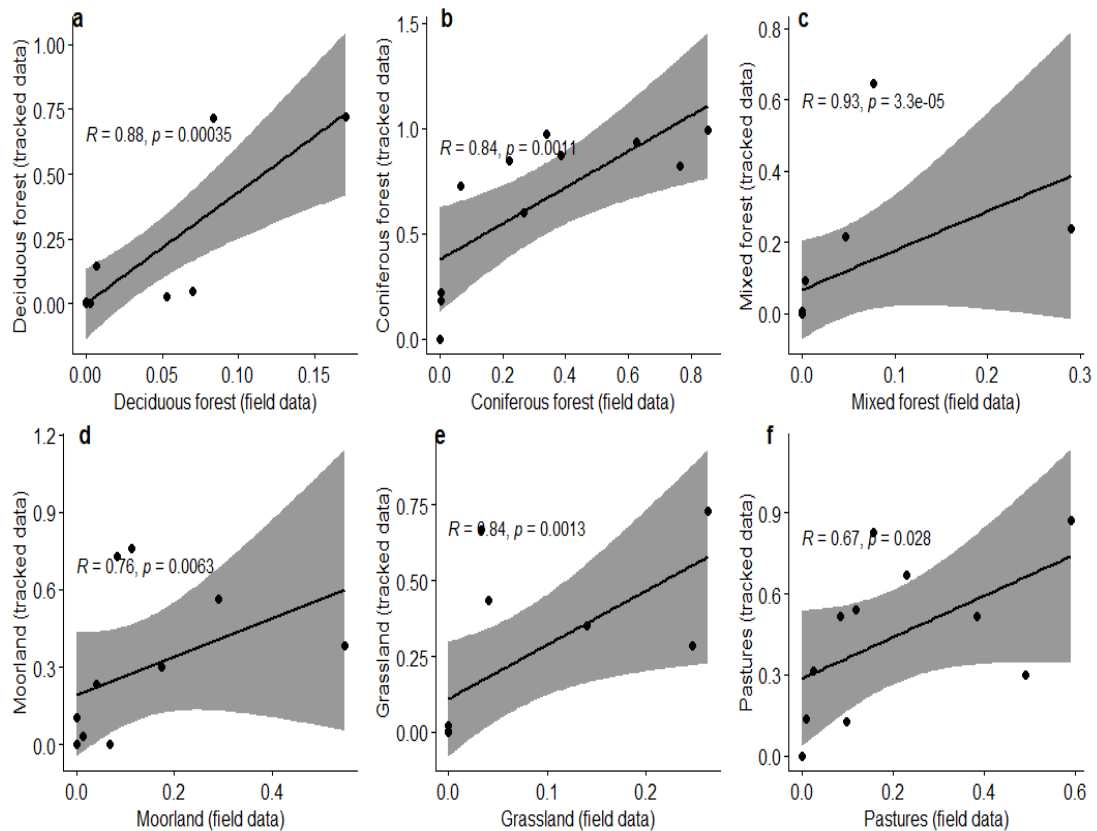 a
Deciduous forest (tracked data)
1.00
0.75
0.50
0.25
0.00
R = 0.88, p = 0.00035
0.00 0.05 0.10 0.15
Deciduous forest (field data)
b
Coniferous forest (tracked data)
1.5
1.0
0.5
0.0
R = 0.84, p = 0.0011
0.0 0.2 0.4 0.6 0.8
Coniferous forest (field data)
c
Mixed forest (tracked data)
0.8
0.6
0.4
0.2
0.0
R = 0.93, p = 3.3e-05
0.0 0.1 0.2 0.3
Mixed forest (field data)
d
Moorland (tracked data)
1.2
0.9
0.6
0.3
0.0
R = 0.76, p = 0.0063
0.0 0.2 0.4
Moorland (field data)
e
Grassland (tracked data)
0.75
0.50
0.25
0.00
R = 0.84, p = 0.0013
0.0 0.1 0.2
Grassland (field data)
f
Pastures (tracked data)
0.9
0.6
0.3
0.0
R = 0.67, p = 0.028
0.0 0.2 0.4 0.6
Pastures (field data)